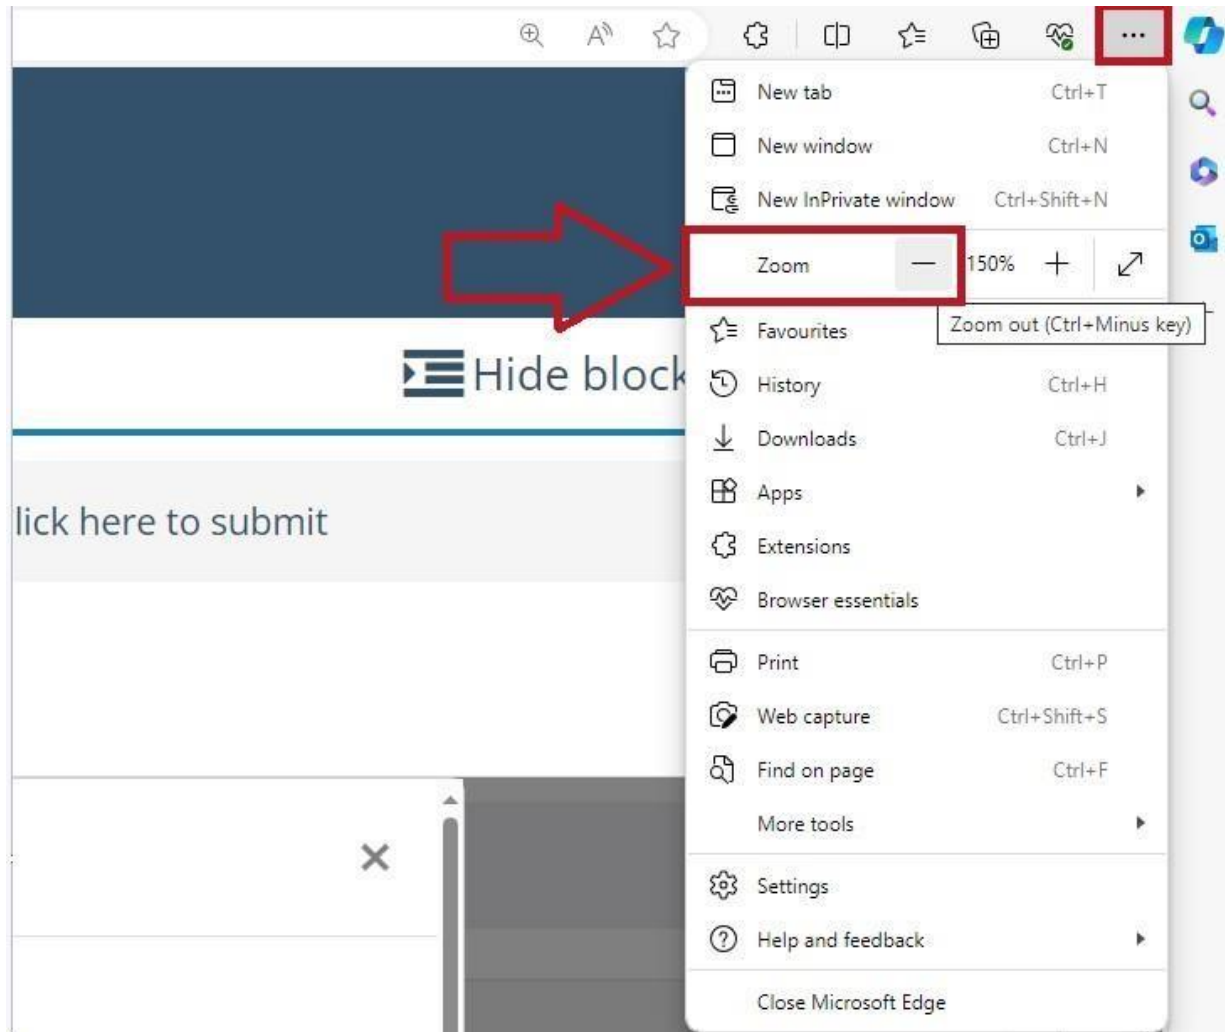 New tab Ctrl+T
New window Ctrl+N
New InPrivate window Ctrl+Shift+N
Zoom 150%
Zoom out (Ctrl+Minus key)
Favourites
Hide block
History Ctrl+H
Downloads Ctrl+J
Apps
lick here to submit
Extensions
Browser essentials
Print Ctrl+P
Web capture Ctrl+Shift+S
Find on page Ctrl+F
More tools
Settings
Help and feedback
Close Microsoft Edge